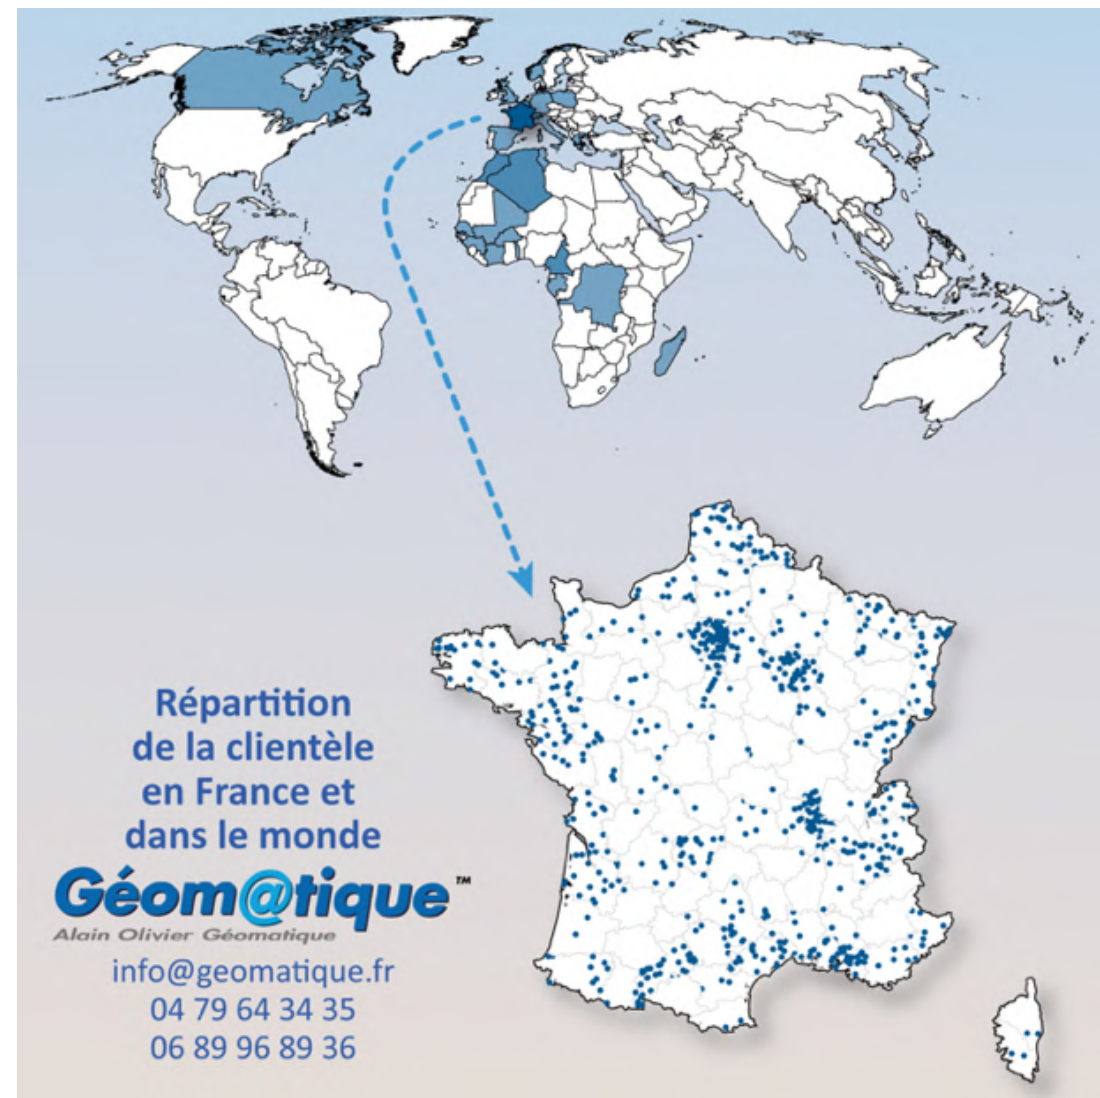 Répartition
de la clientèle
en France et
dans le monde
Géom@tique™
Alain Olivier Géomatique
info@geomatique.fr
04 79 64 34 35
06 89 96 89 36